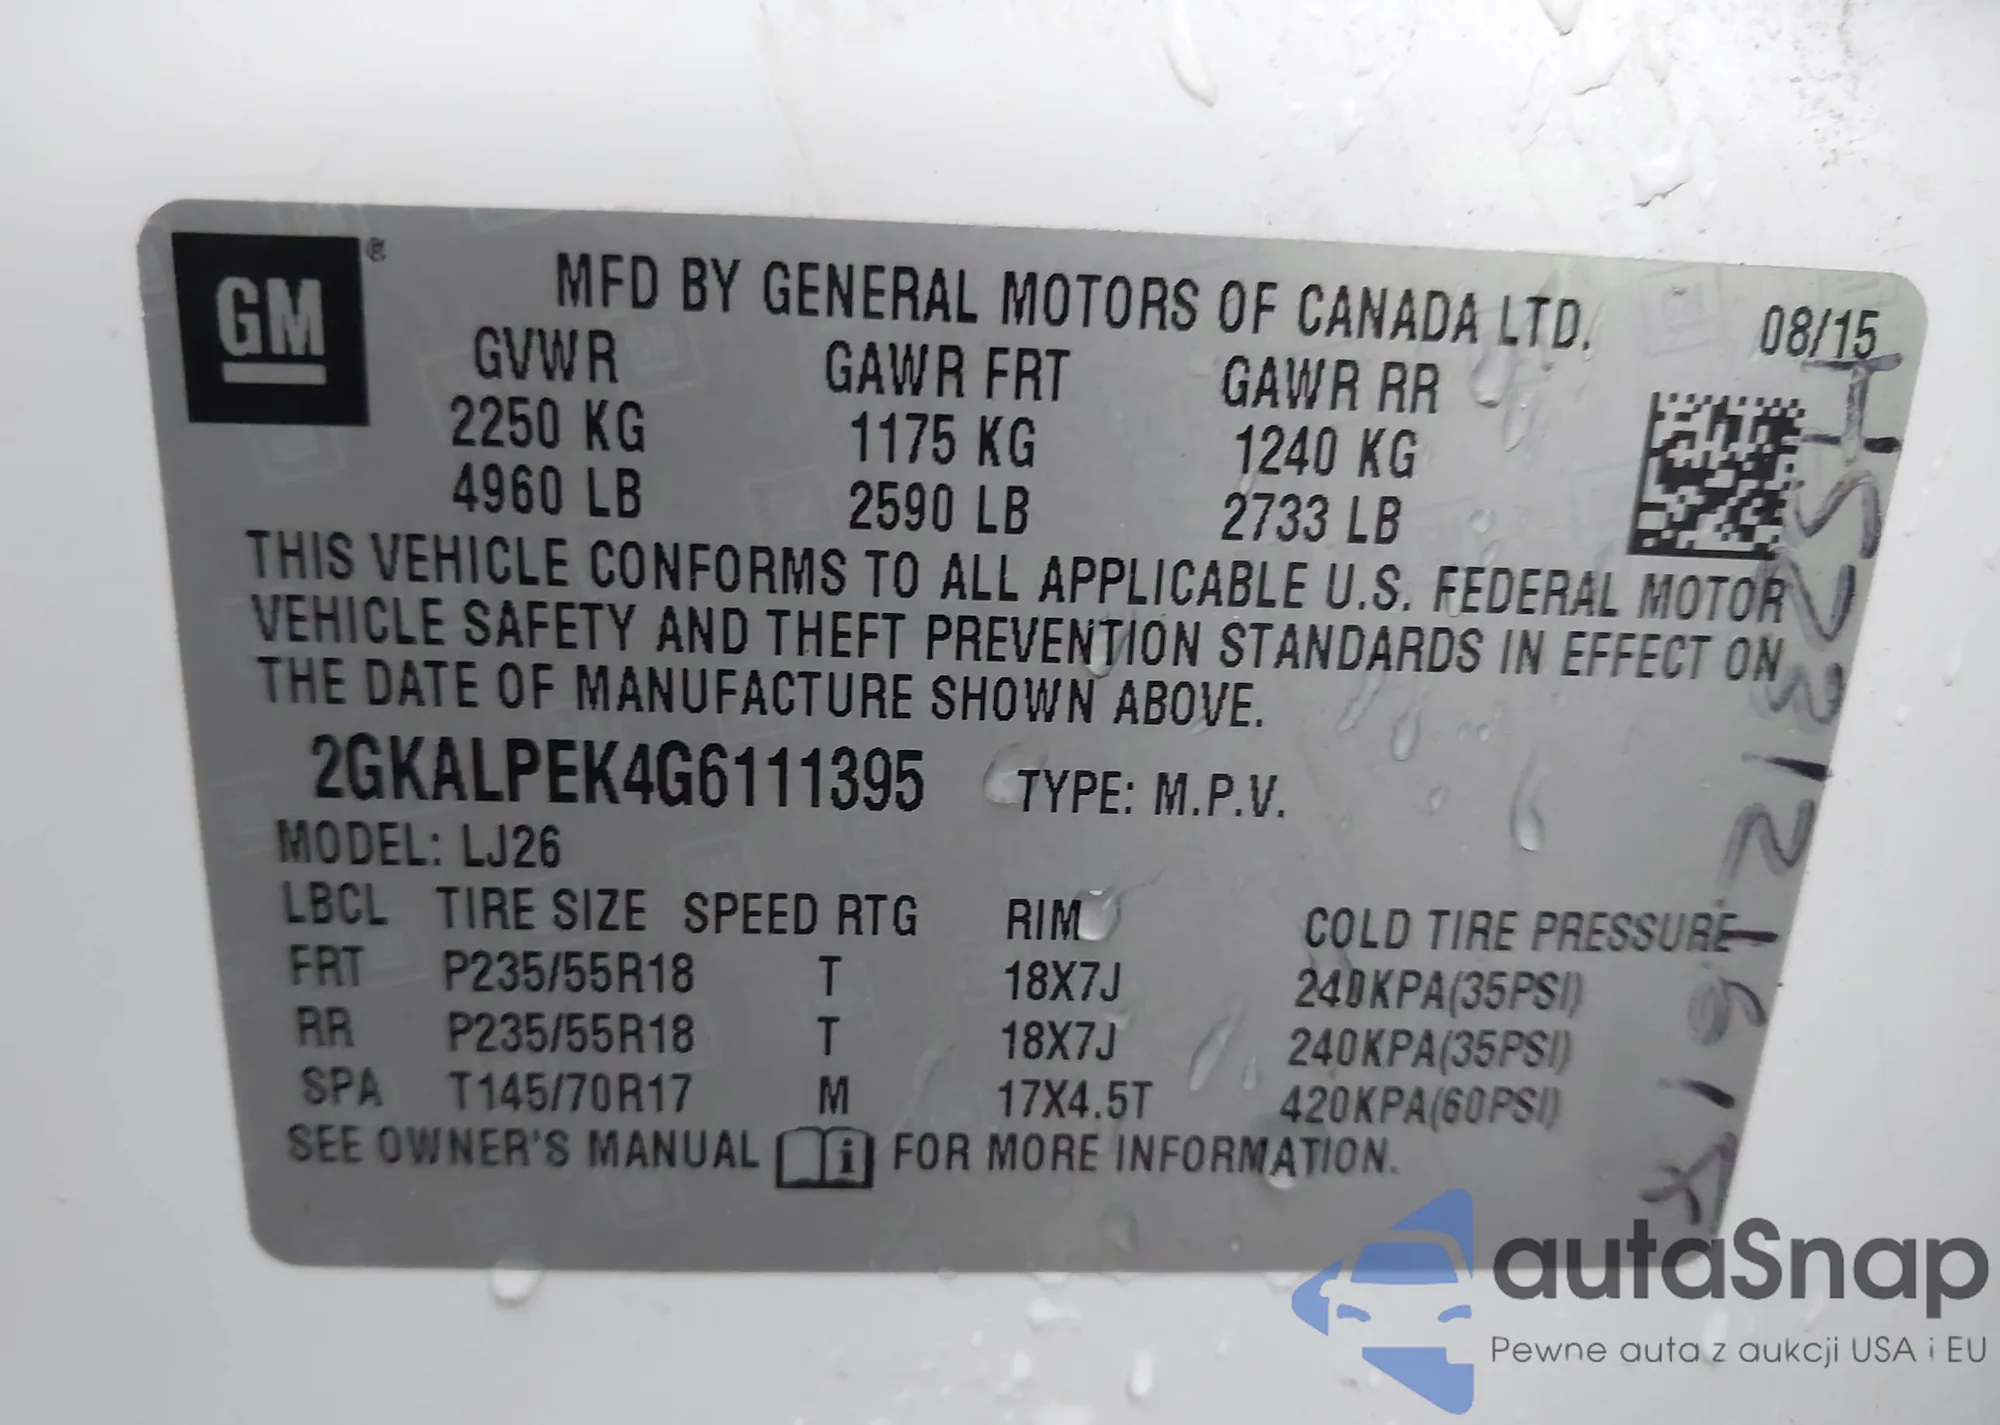 GM ®
MFD BY GENERAL MOTORS OF CANADA LTD.
08/15
GVWR GAWR FRT GAWR RR
2250 KG 1175 KG 1240 KG
4960 LB 2590 LB 2733 LB
THIS VEHICLE CONFORMS TO ALL APPLICABLE U.S. FEDERAL MOTOR
VEHICLE SAFETY AND THEFT PREVENTION STANDARDS IN EFFECT ON
THE DATE OF MANUFACTURE SHOWN ABOVE.
2GKALPEK4G6111395 TYPE: M.P.V.
MODEL: LJ26
LBCL TIRE SIZE SPEED RTG RIM COLD TIRE PRESSURE
FRT P235/55R18 T 18X7J 240KPA(35PSI)
RR P235/55R18 T 18X7J 240KPA(35PSI)
SPA T145/70R17 M 17X4.5T 420KPA(60PSI)
SEE OWNER'S MANUAL i FOR MORE INFORMATION.
autaSnap
Pewne auta z aukcji USA i EU